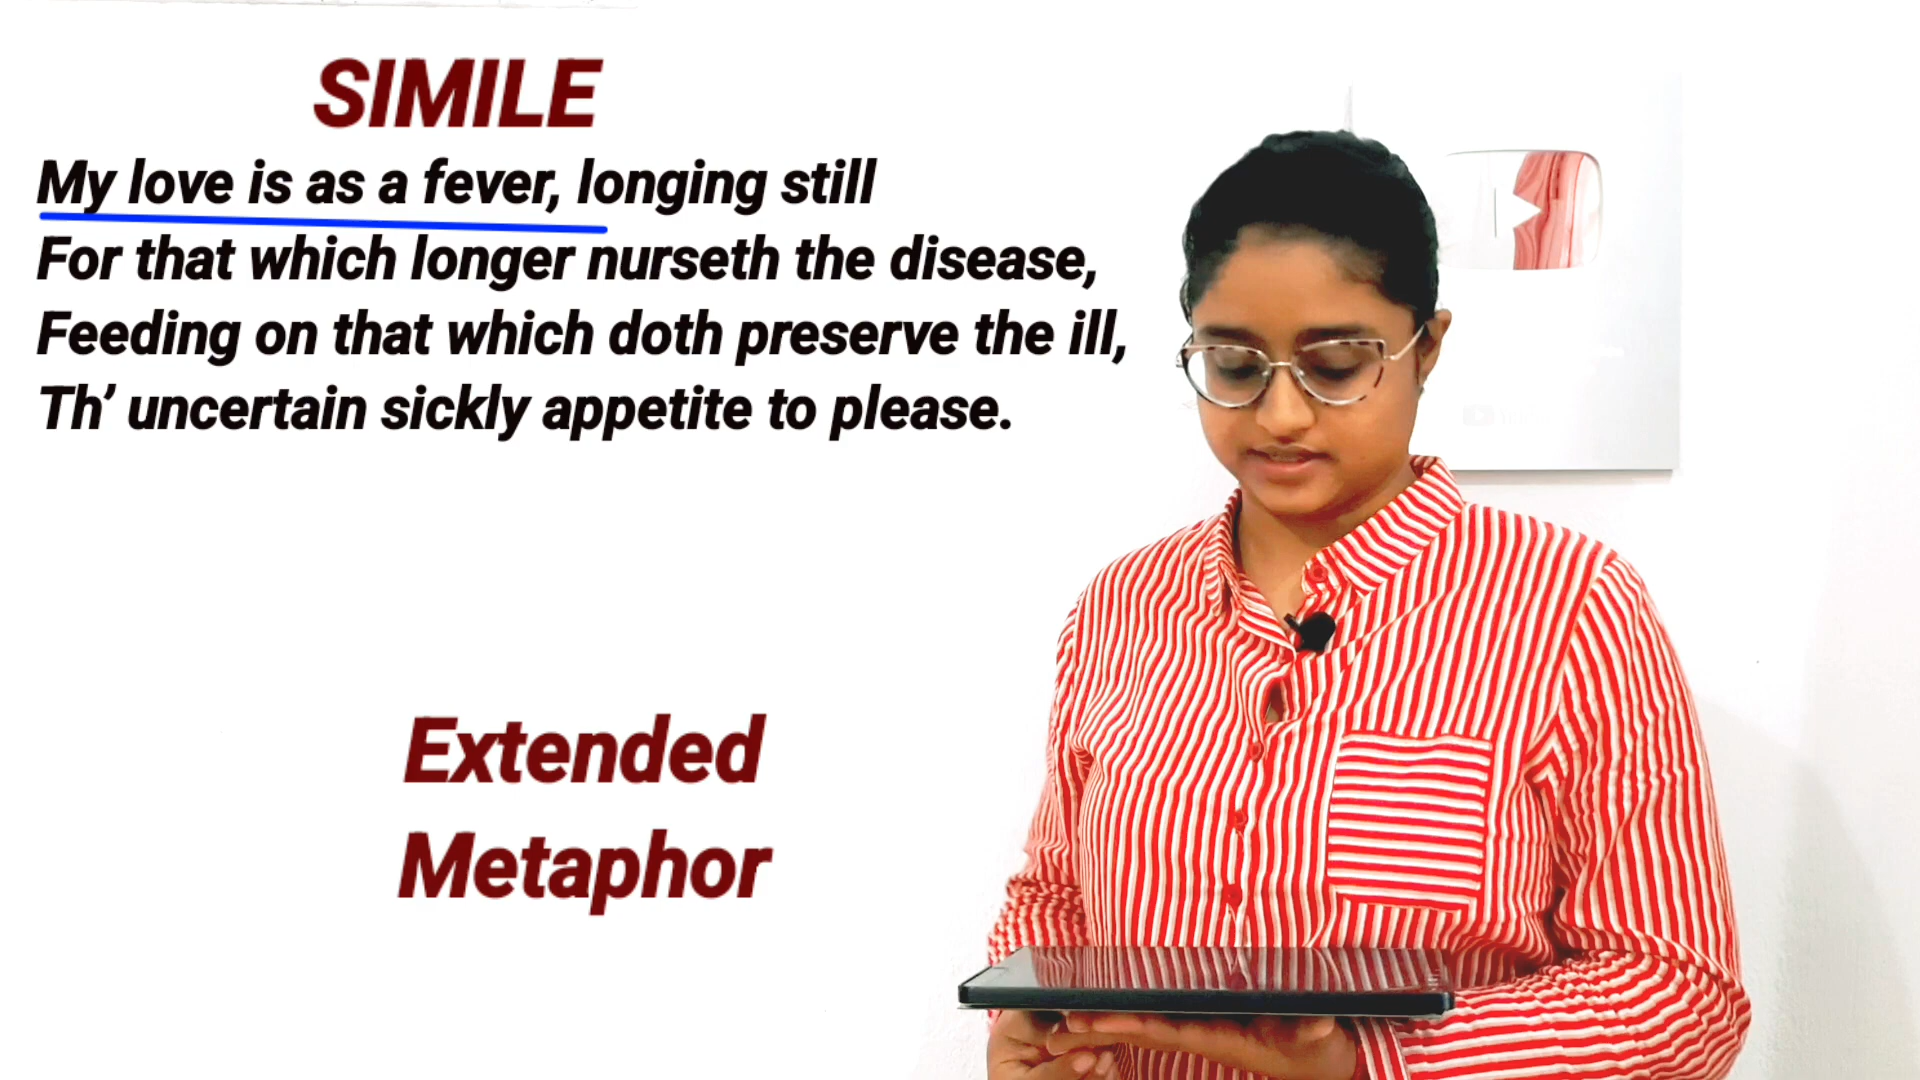 SIMILE
My love is as a fever, longing still
For that which longer nurseth the disease,
Feeding on that which doth preserve the ill,
Th’ uncertain sickly appetite to please.
Extended
Metaphor